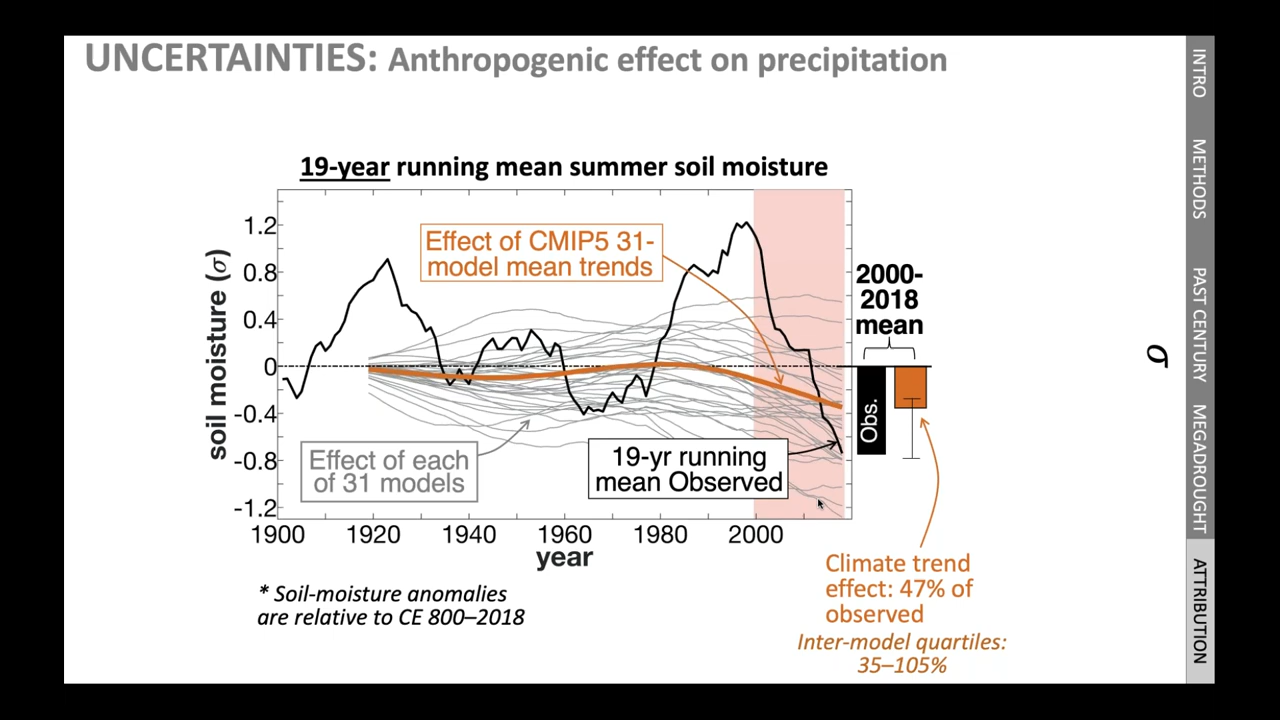 UNCERTAINTIES: Anthropogenic effect on precipitation
19-year running mean summer soil moisture
soil moisture (σ)
1.2
0.8
0.4
0
-0.4
-0.8
-1.2
Effect of CMIP5 31-
model mean trends
Effect of each
of 31 models
19-yr running
mean Observed
1900
1920
1940
1960
1980
2000
year
2000-
2018
mean
Obs.
* Soil-moisture anomalies
are relative to CE 800–2018
Climate trend
effect: 47% of
observed
Inter-model quartiles:
35–105%
σ
INTRO
METHODS
PAST CENTURY
MEGADROUGHT
ATTRIBUTION